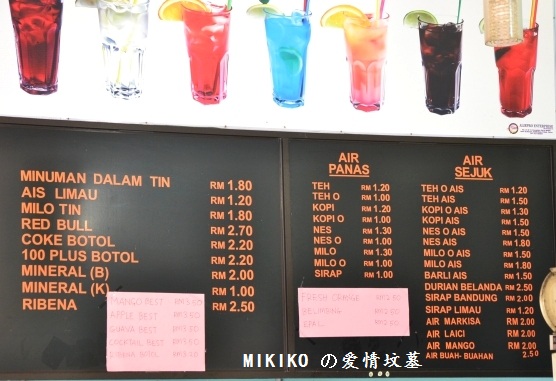 MINUMAN DALAM TIN RM 1.80
AIS LIMAU RM 1.20
MILO TIN RM 1.80
RED BULL RM 2.70
COKE BOTOL RM 2.20
100 PLUS BOTOL RM 2.20
MINERAL (B) RM 2.00
MINERAL (K) RM 1.00
RIBENA RM 2.50
MANGO BEST
APPLE BEST
GUAVA BEST
COCKTAIL BEST
AIR PANAS
TEH RM 1.20
TEH O RM 1.00
KOPI RM 1.20
KOPI O RM 1.00
NES RM 1.30
NES O RM 1.00
MILO RM 1.30
MILO O RM 1.00
SIRAP RM 1.00
FRESH ORANGE
BELIMBING
EPAL
AIR SEJUK
TEH O AIS RM 1.20
TEH AIS RM 1.50
KOPI O AIS RM 1.30
KOPI AIS RM 1.50
NES O AIS RM 1.50
NES AIS RM 1.80
MILO O AIS RM 1.50
MILO AIS RM 1.80
BARLI AIS RM 1.50
DURIAN BELANDA RM 2.50
SIRAP BANDUNG RM 2.00
SIRAP LIMAU RM 1.20
AIR MARKISA RM 2.00
AIR LAICI RM 2.00
AIR MANGO RM 2.00
AIR BUAH- BUAHAN 2.50
MIKIKO の爱情坟墓